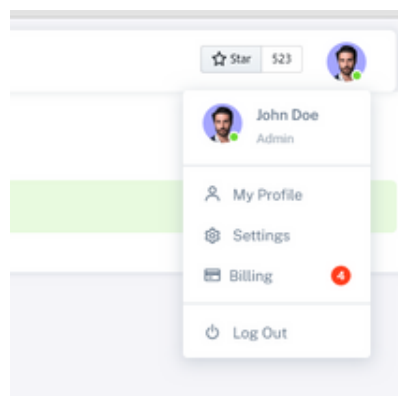 Star 523
John Doe
Admin
My Profile
Settings
Billing 4
Log Out